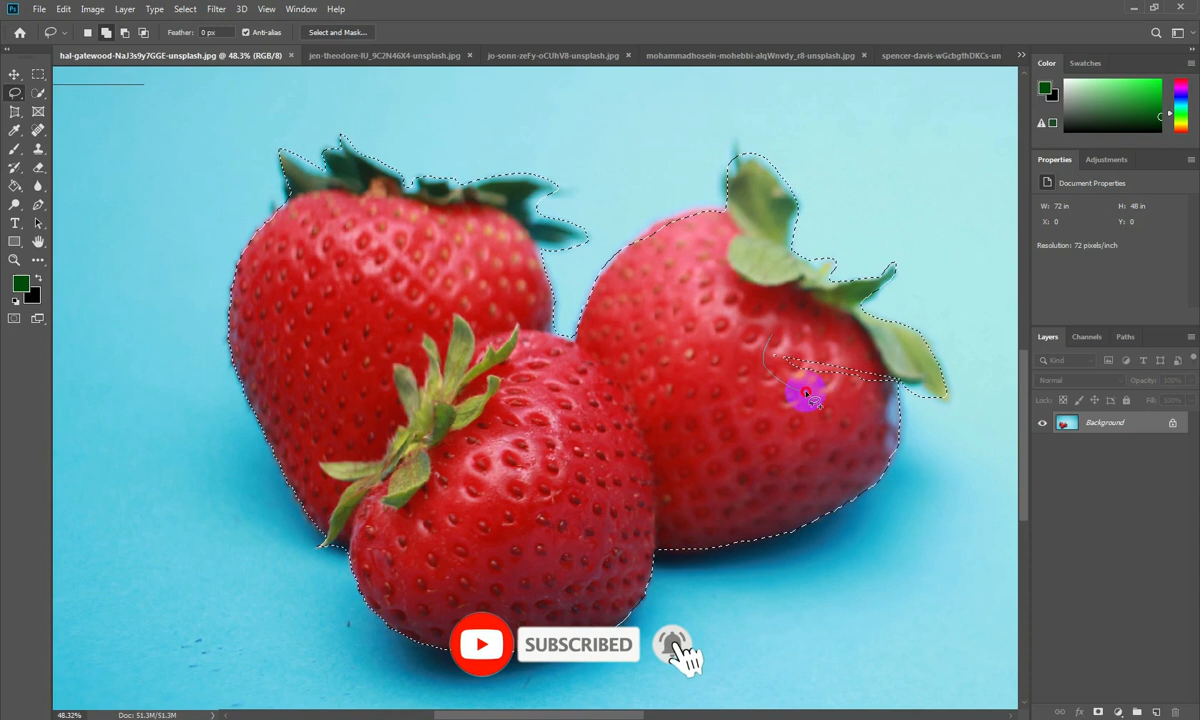 Ps File Edit Image Layer Type Select Filter 3D View Window Help
Feather: 0 px Anti-alias Select and Mask...
hal-gatewood-NaJ3s9y7GGE-unsplash.jpg @ 48.3% (RGB/8) × jen-theodore-IU_9C2N46X4-unsplash.jpg × jo-sonn-zeFy-oCUhV8-unsplash.jpg × mohammadhosein-mohebbi-alqWnvdy_r8-unsplash.jpg × spencer-davis-wGcbgthDKCs-un
Color Swatches
Properties Adjustments
Document Properties
W: 72 in H: 48 in
X: 0 Y: 0
Resolution: 72 pixels/inch
Layers Channels Paths
Kind
Normal Opacity: 100%
Lock: Fill: 100%
Background
SUBSCRIBED
48.32% Doc: 51.3M/51.3M